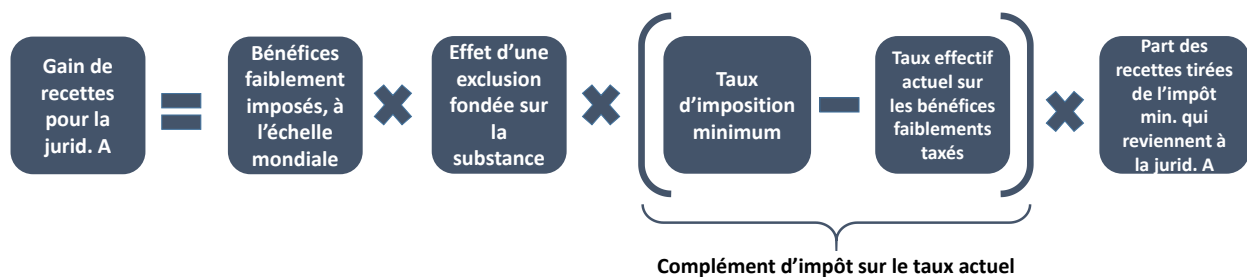 Gain de
recettes
pour la
jurid. A
Bénéfices
faiblement
imposés, à
l’échelle
mondiale
Effet d’une
exclusion
fondée sur
la
substance
Taux
d’imposition
minimum
Taux effectif
actuel sur
les bénéfices
faiblements
taxés
Part des
recettes tirées
de l’impôt
min. qui
reviennent à
la jurid. A
Complément d’impôt sur le taux actuel